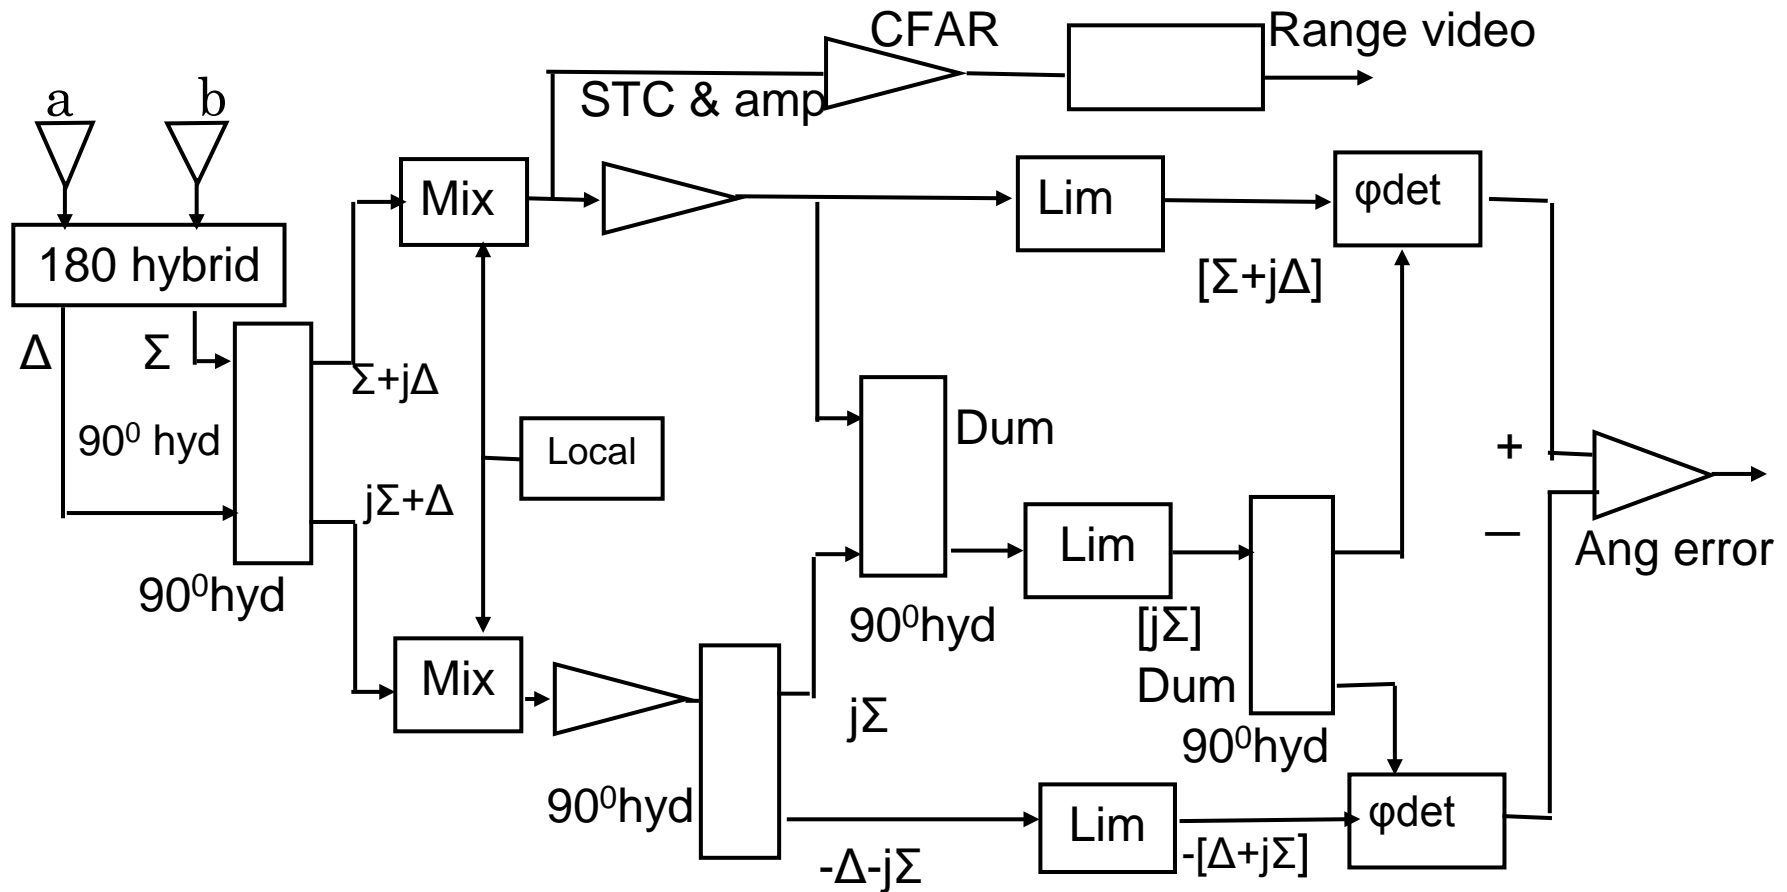 CFAR
Range video
STC & amp
a
b
Mix
Lim
φdet
180 hybrid
[Σ+jΔ]
Δ
Σ
Σ+jΔ
90⁰ hyd
Dum
Local
+
jΣ+Δ
—
Lim
Ang error
90⁰hyd
90⁰hyd
[jΣ]
Mix
Dum
jΣ
90⁰hyd
90⁰hyd
Lim
φdet
-Δ-jΣ
-[Δ+jΣ]